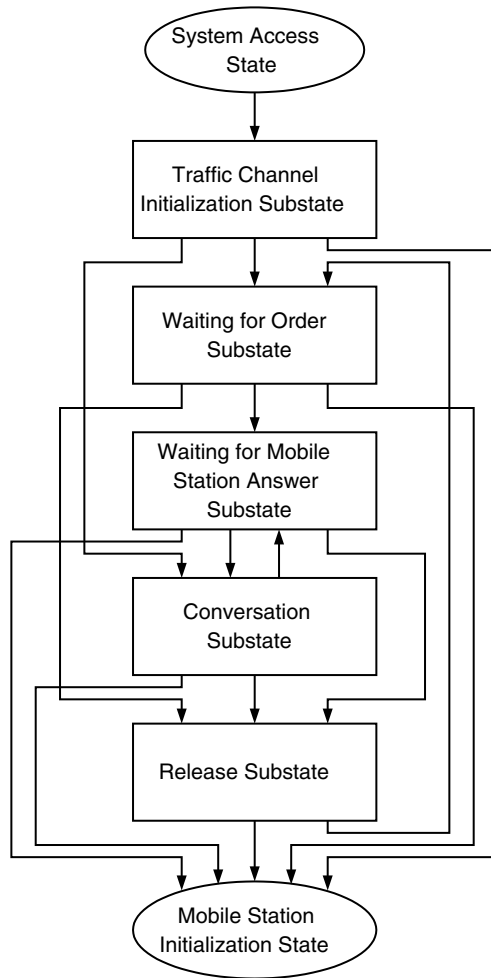 System Access
State
Traffic Channel
Initialization Substate
Waiting for Order
Substate
Waiting for Mobile
Station Answer
Substate
Conversation
Substate
Release Substate
Mobile Station
Initialization State